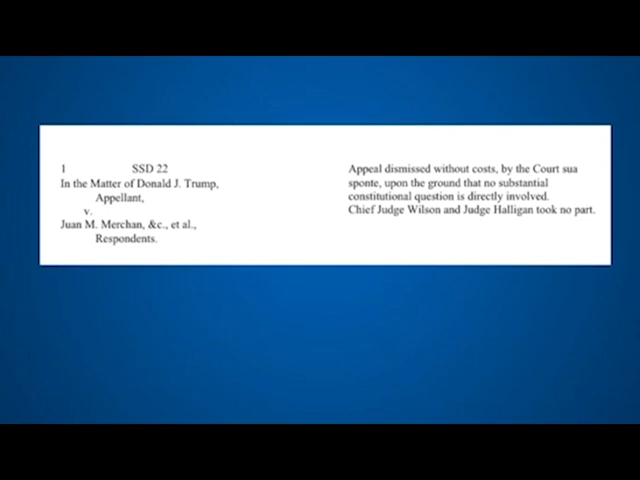 1 SSD 22
In the Matter of Donald J. Trump,
Appellant,
v.
Juan M. Merchan, &c., et al.,
Respondents.
Appeal dismissed without costs, by the Court sua
sponte, upon the ground that no substantial
constitutional question is directly involved.
Chief Judge Wilson and Judge Halligan took no part.